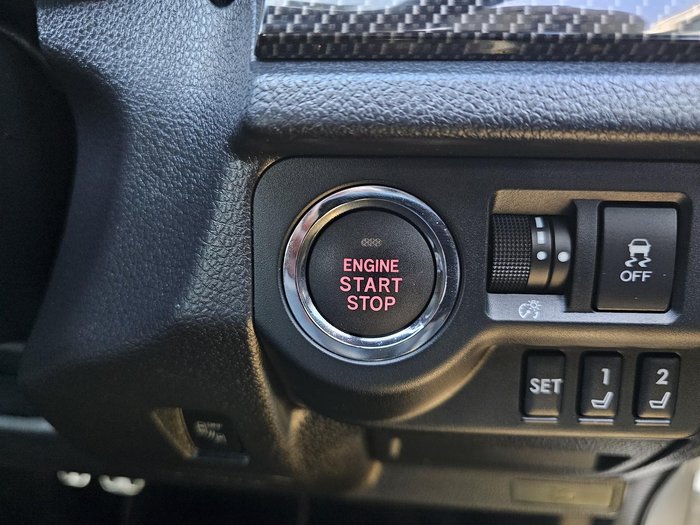 ENGINE
START
STOP
OFF
SET
1
2